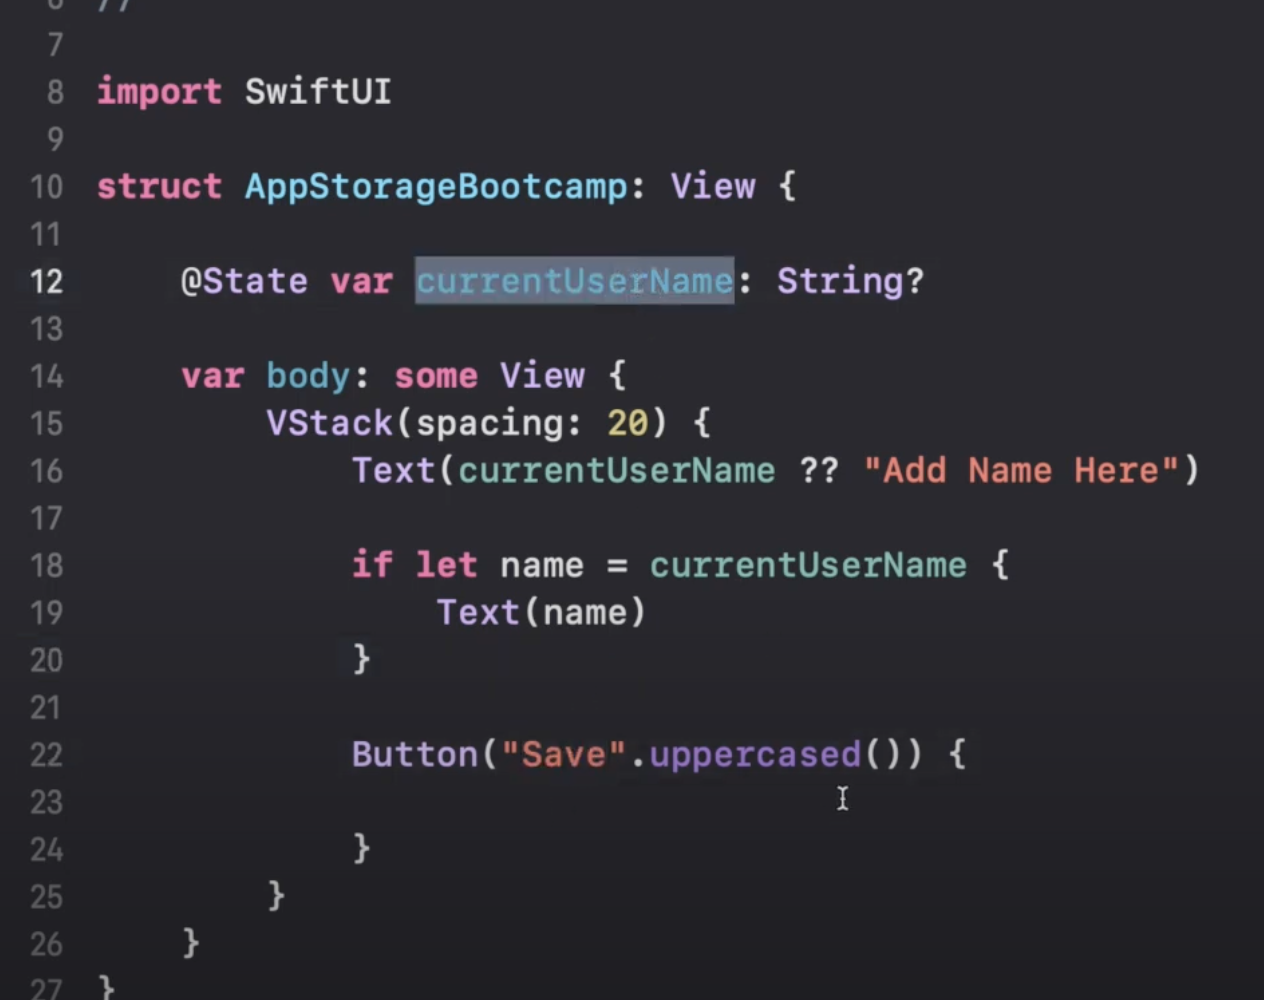 6 //
7
8 import SwiftUI
9
10 struct AppStorageBootcamp: View {
11
12     @State var currentUserName: String?
13
14     var body: some View {
15         VStack(spacing: 20) {
16             Text(currentUserName ?? "Add Name Here")
17
18             if let name = currentUserName {
19                 Text(name)
20             }
21
22             Button("Save".uppercased()) {
23
24             }
25         }
26     }
27 }